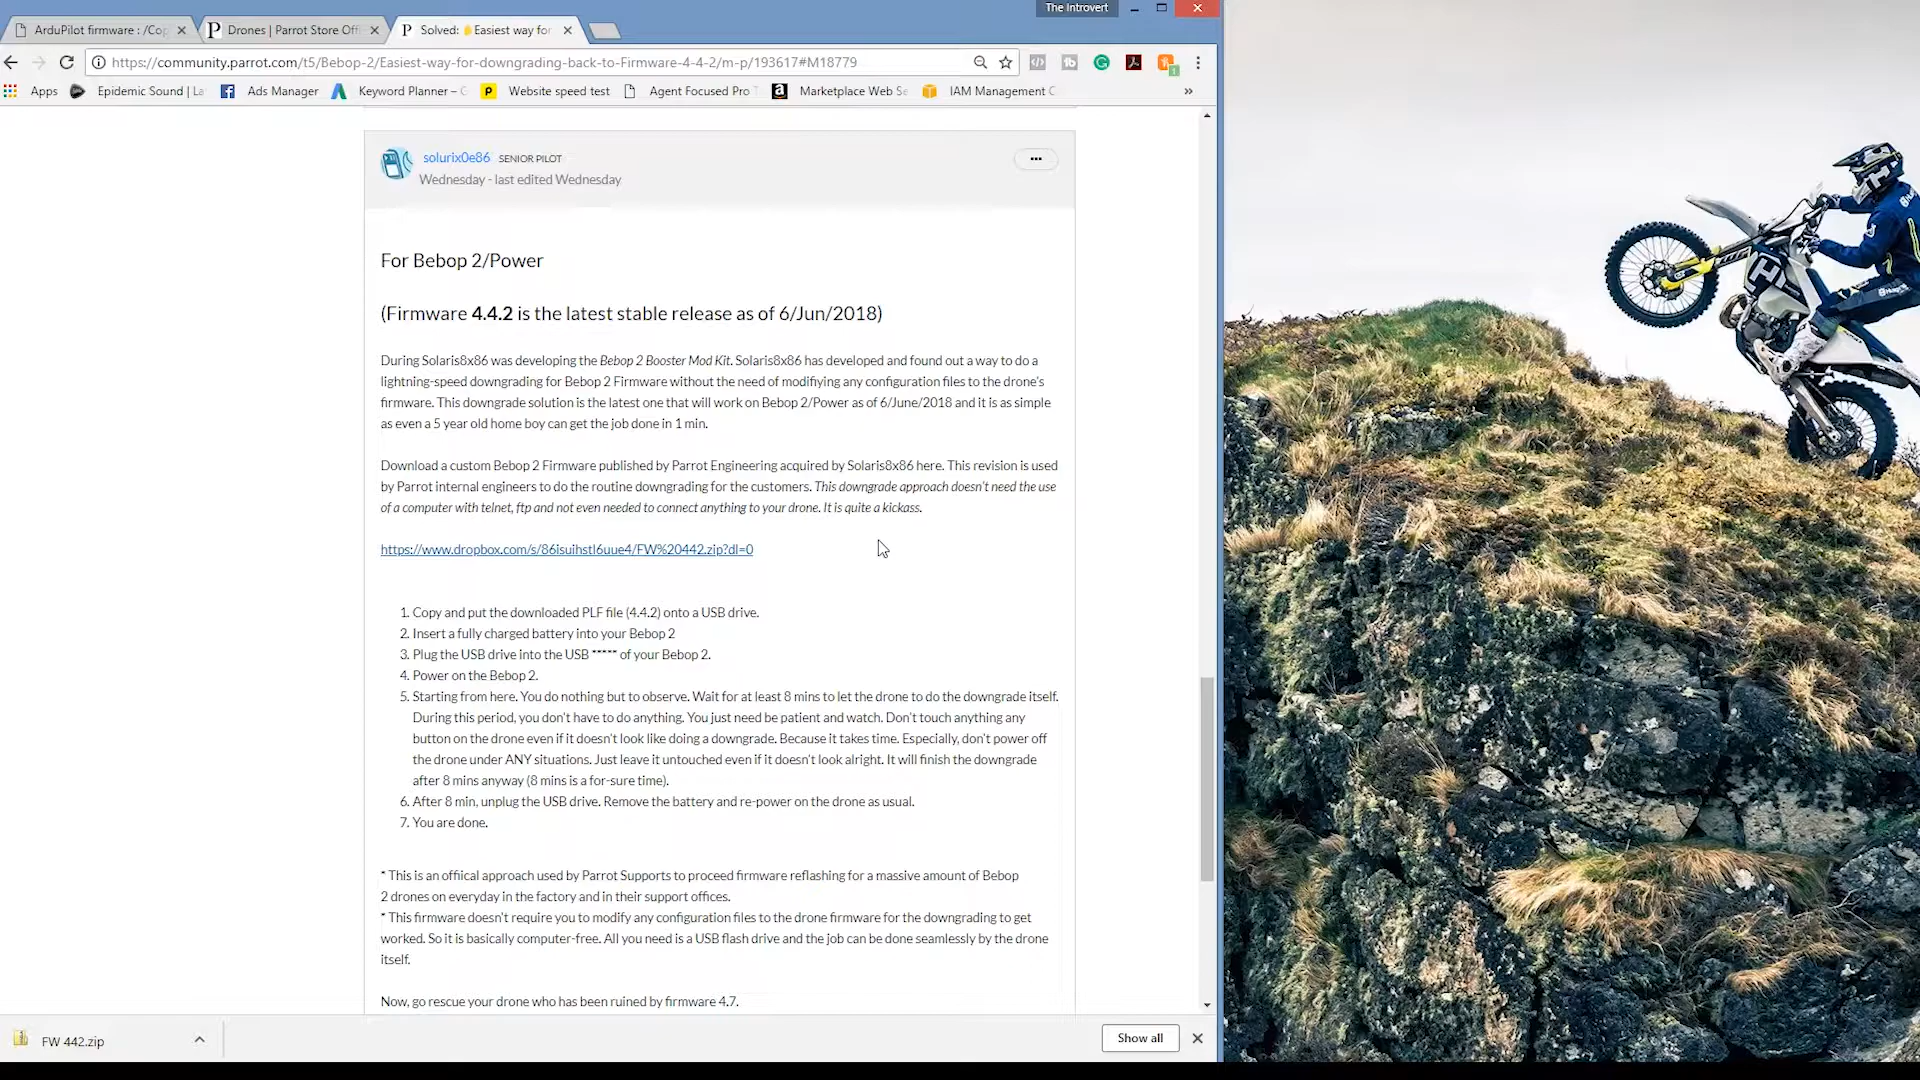 The Introvert
ArduPilot firmware : /Cop
Drones | Parrot Store Offi
Solved: Easiest way for
https://community.parrot.com/t5/Bebop-2/Easiest-way-for-downgrading-back-to-Firmware-4-4-2/m-p/193617#M18779
Apps
Epidemic Sound | La
Ads Manager
Keyword Planner – G
Website speed test
Agent Focused Pro T
Marketplace Web Se
IAM Management C
»
solurix0e86 SENIOR PILOT
Wednesday - last edited Wednesday
For Bebop 2/Power
(Firmware 4.4.2 is the latest stable release as of 6/Jun/2018)
During Solaris8x86 was developing the Bebop 2 Booster Mod Kit. Solaris8x86 has developed and found out a way to do a
lightning-speed downgrading for Bebop 2 Firmware without the need of modifiying any configuration files to the drone's
firmware. This downgrade solution is the latest one that will work on Bebop 2/Power as of 6/June/2018 and it is as simple
as even a 5 year old home boy can get the job done in 1 min.
Download a custom Bebop 2 Firmware published by Parrot Engineering acquired by Solaris8x86 here. This revision is used
by Parrot internal engineers to do the routine downgrading for the customers. This downgrade approach doesn't need the use
of a computer with telnet, ftp and not even needed to connect anything to your drone. It is quite a kickass.
https://www.dropbox.com/s/86isuihstl6uue4/FW%20442.zip?dl=0
1. Copy and put the downloaded PLF file (4.4.2) onto a USB drive.
2. Insert a fully charged battery into your Bebop 2
3. Plug the USB drive into the USB ***** of your Bebop 2.
4. Power on the Bebop 2.
5. Starting from here. You do nothing but to observe. Wait for at least 8 mins to let the drone to do the downgrade itself.
During this period, you don't have to do anything. You just need be patient and watch. Don't touch anything any
button on the drone even if it doesn't look like doing a downgrade. Because it takes time. Especially, don't power off
the drone under ANY situations. Just leave it untouched even if it doesn't look alright. It will finish the downgrade
after 8 mins anyway (8 mins is a for-sure time).
6. After 8 min, unplug the USB drive. Remove the battery and re-power on the drone as usual.
7. You are done.
* This is an offiical approach used by Parrot Supports to proceed firmware reflashing for a massive amount of Bebop
2 drones on everyday in the factory and in their support offices.
* This firmware doesn't require you to modify any configuration files to the drone firmware for the downgrading to get
worked. So it is basically computer-free. All you need is a USB flash drive and the job can be done seamlessly by the drone
itself.
Now, go rescue your drone who has been ruined by firmware 4.7.
FW 442.zip
Show all